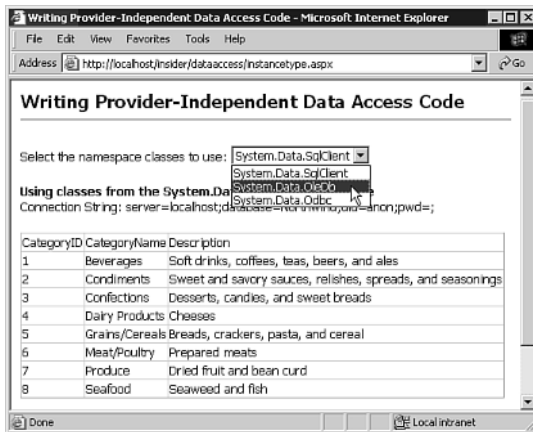 Writing Provider-Independent Data Access Code - Microsoft Internet Explorer
File Edit View Favorites Tools Help
Address http://localhost/insider/dataaccess/instancetype.aspx Go
Writing Provider-Independent Data Access Code
Select the namespace classes to use: System.Data.SqlClient
System.Data.SqlClient
System.Data.OleDb
System.Data.Odbc
Using classes from the System.Da
Connection String: server=localhost;database=Northwind;uid=anon;pwd=;
CategoryID CategoryName Description
1 Beverages Soft drinks, coffees, teas, beers, and ales
2 Condiments Sweet and savory sauces, relishes, spreads, and seasonings
3 Confections Desserts, candies, and sweet breads
4 Dairy Products Cheeses
5 Grains/Cereals Breads, crackers, pasta, and cereal
6 Meat/Poultry Prepared meats
7 Produce Dried fruit and bean curd
8 Seafood Seaweed and fish
Done Local intranet